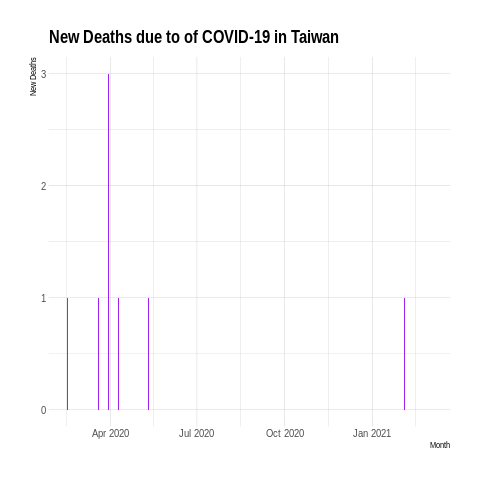 New Deaths due to of COVID-19 in Taiwan
New Deaths
3
2
1
0
Apr 2020 Jul 2020 Oct 2020 Jan 2021
Month